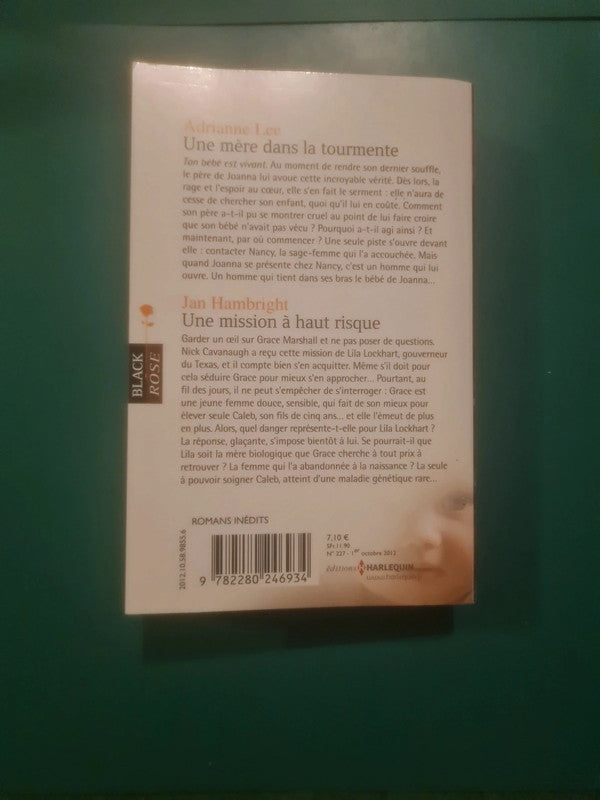 Adrianne Lee
Une mère dans la tourmente
Ton bébé est vivant. Au moment de rendre son dernier souffle,
le père de Joanna lui avoue cette incroyable vérité. Dès lors, la
rage et l'espoir au cœur, elle s'en fait le serment : elle n'aura de
cesse de chercher son enfant, quoi qu'il lui en coûte. Comment
son père a-t-il pu se montrer cruel au point de lui faire croire
que son bébé n'avait pas vécu ? Pourquoi a-t-il agi ainsi ? Et
maintenant, par où commencer ? Une seule piste s'ouvre devant
elle : contacter Nancy, la sage-femme qui l'a accouchée. Mais
quand Joanna se présente chez Nancy, c'est un homme qui lui
ouvre. Un homme qui tient dans ses bras le bébé de Joanna...
Jan Hambright
Une mission à haut risque
Garder un œil sur Grace Marshall et ne pas poser de questions.
Nick Cavanaugh a reçu cette mission de Lila Lockhart, gouverneur
du Texas, et il compte bien s'en acquitter. Même s'il doit pour
cela séduire Grace pour mieux s'en approcher... Pourtant, au
fil des jours, il ne peut s'empêcher de s'interroger : Grace est
une jeune femme douce, sensible, qui fait de son mieux pour
élever seule Caleb, son fils de cinq ans... et elle l'émeut de plus
en plus. Alors, quel danger représente-t-elle pour Lila Lockhart ?
La réponse, glaçante, s'impose bientôt à lui. Se pourrait-il que
Lila soit la mère biologique que Grace cherche à tout prix à
retrouver ? La femme qui l'a abandonnée à la naissance ? La seule
à pouvoir soigner Caleb, atteint d'une maladie génétique rare...
BLACK
ROSE
ROMANS INÉDITS
2012.10.58.9855.6
9 782280 246934
7,10 €
SFs 11.90
N° 227 - 1er octobre 2012
éditions HARLEQUIN
www.harlequin